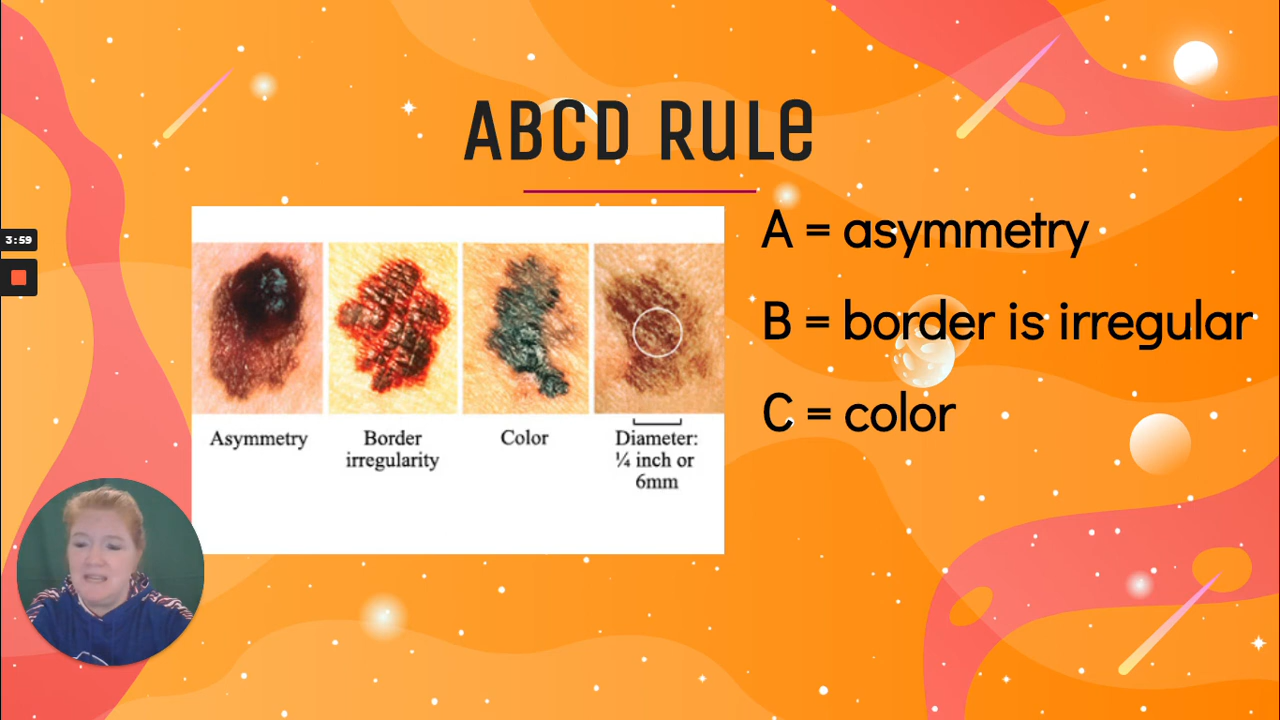 ABCD Rule
A = asymmetry
B = border is irregular
C = color
3:59
Asymmetry
Border
irregularity
Color
Diameter:
¼ inch or
6mm